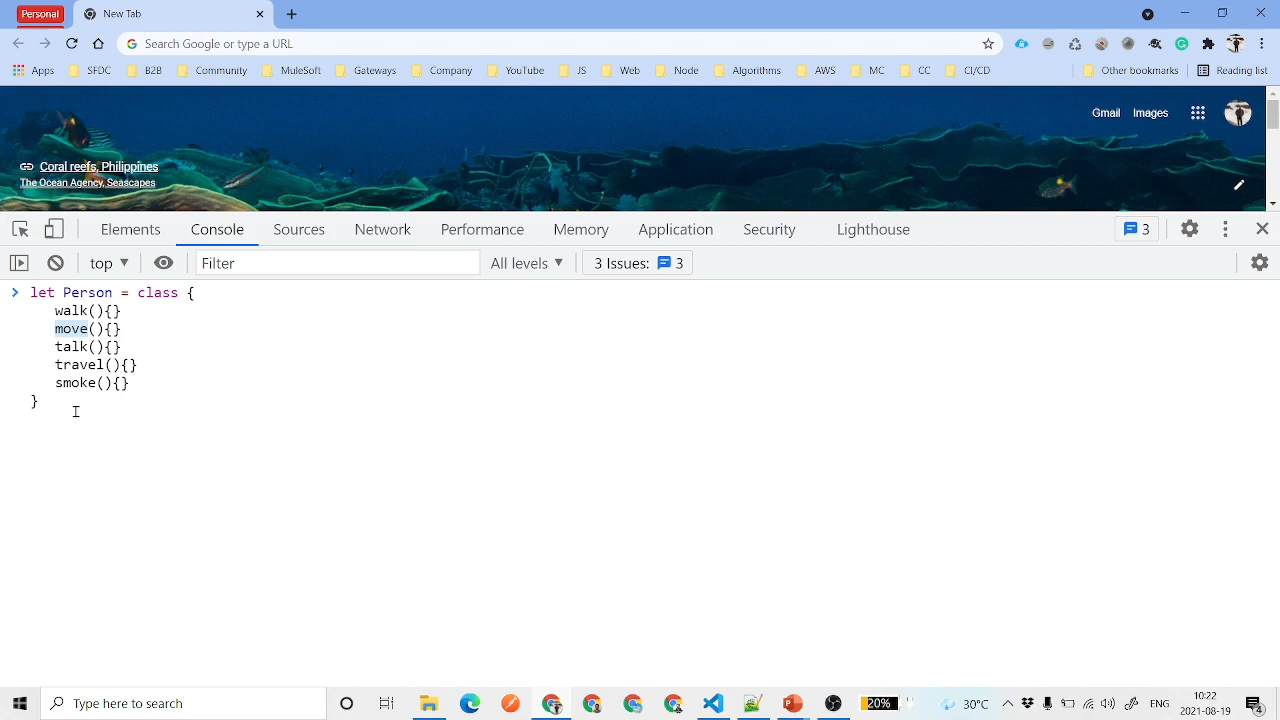 Personal
New Tab
Search Google or type a URL
Apps SFDC B2B Community MuleSoft Gateways Company YouTube JS Web Node Algorithms AWS MC CC CI/CD Other bookmarks Reading list
Gmail Images
Coral reefs, Philippines
The Ocean Agency, Seascapes
Elements Console Sources Network Performance Memory Application Security Lighthouse 3
top Filter All levels 3 Issues: 3
let Person = class {
walk(){}
move(){}
talk(){}
travel(){}
smoke(){}
}
Type here to search 20% 30°C ENG 10:22
2021-08-19 4